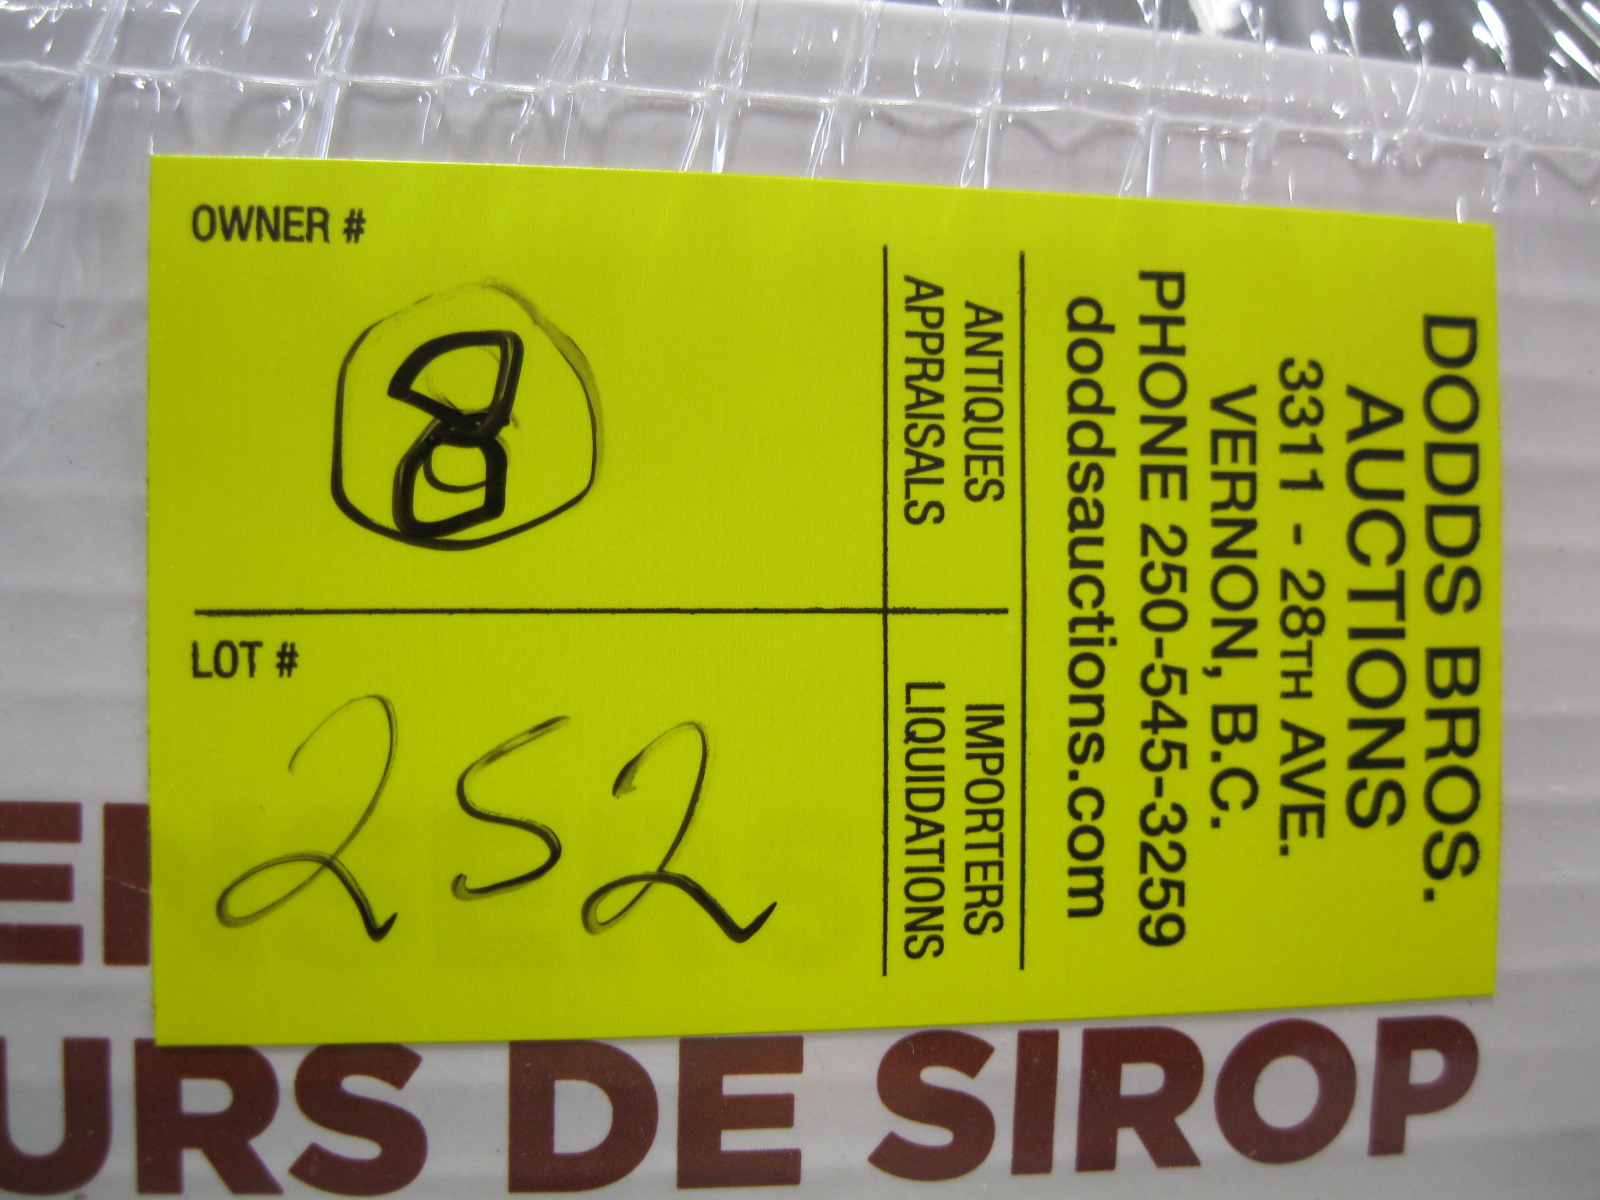 DODDS BROS.
AUCTIONS
3311 - 28TH AVE.
VERNON, B.C.
PHONE 250-545-3259
doddsauctions.com
ANTIQUES
APPRAISALS
IMPORTERS
LIQUIDATIONS
OWNER #
8
LOT #
252
URS DE SIROP